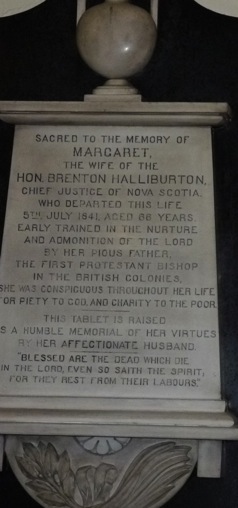 SACRED TO THE MEMORY OF
MARGARET,
THE WIFE OF THE
HON. BRENTON HALLIBURTON,
CHIEF JUSTICE OF NOVA SCOTIA,
WHO DEPARTED THIS LIFE
5TH JULY 1841, AGED 66 YEARS.
EARLY TRAINED IN THE NURTURE
AND ADMONITION OF THE LORD
BY HER PIOUS FATHER,
THE FIRST PROTESTANT BISHOP
IN THE BRITISH COLONIES,
SHE WAS CONSPICUOUS THROUGHOUT HER LIFE
FOR PIETY TO GOD, AND CHARITY TO THE POOR.
THIS TABLET IS RAISED
AS A HUMBLE MEMORIAL OF HER VIRTUES
BY HER AFFECTIONATE HUSBAND.
"BLESSED ARE THE DEAD WHICH DIE
IN THE LORD, EVEN SO SAITH THE SPIRIT,
FOR THEY REST FROM THEIR LABOURS."